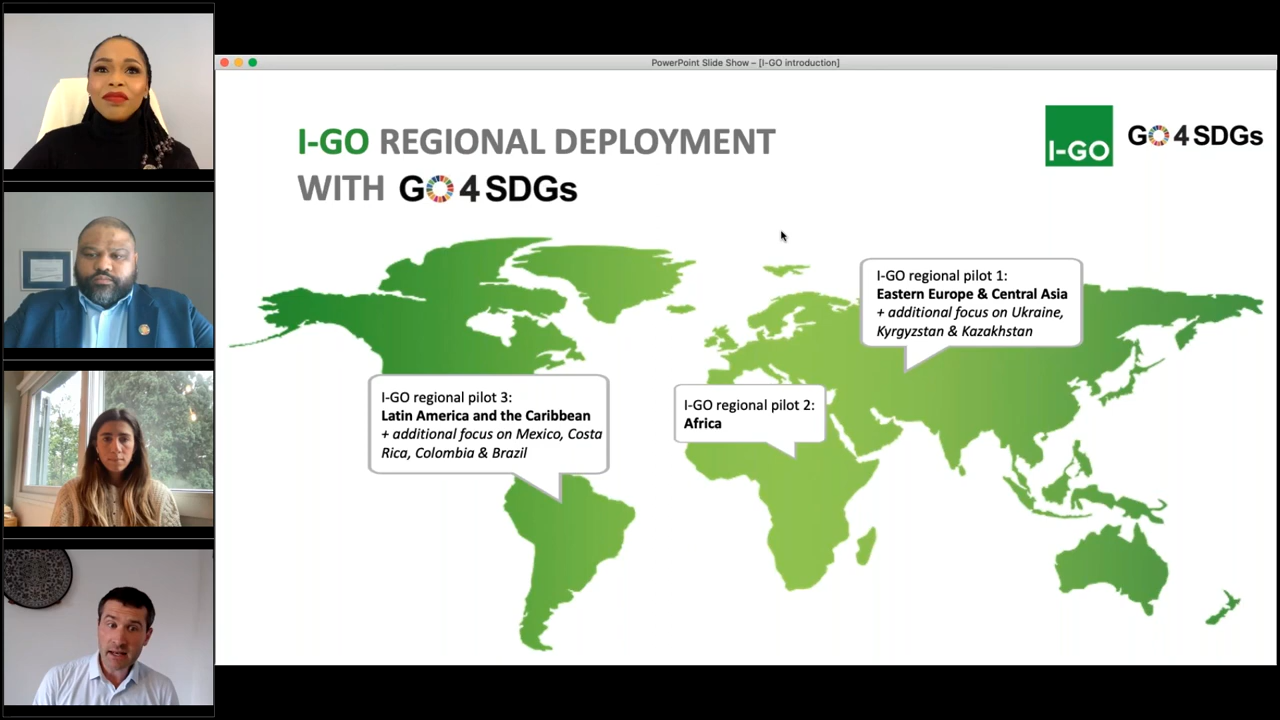 PowerPoint Slide Show – [I-GO introduction]
I-GO REGIONAL DEPLOYMENT
WITH GO4SDGs
I-GO
GO4SDGs
I-GO regional pilot 1:
Eastern Europe & Central Asia
+ additional focus on Ukraine,
Kyrgyzstan & Kazakhstan
I-GO regional pilot 3:
Latin America and the Caribbean
+ additional focus on Mexico, Costa
Rica, Colombia & Brazil
I-GO regional pilot 2:
Africa